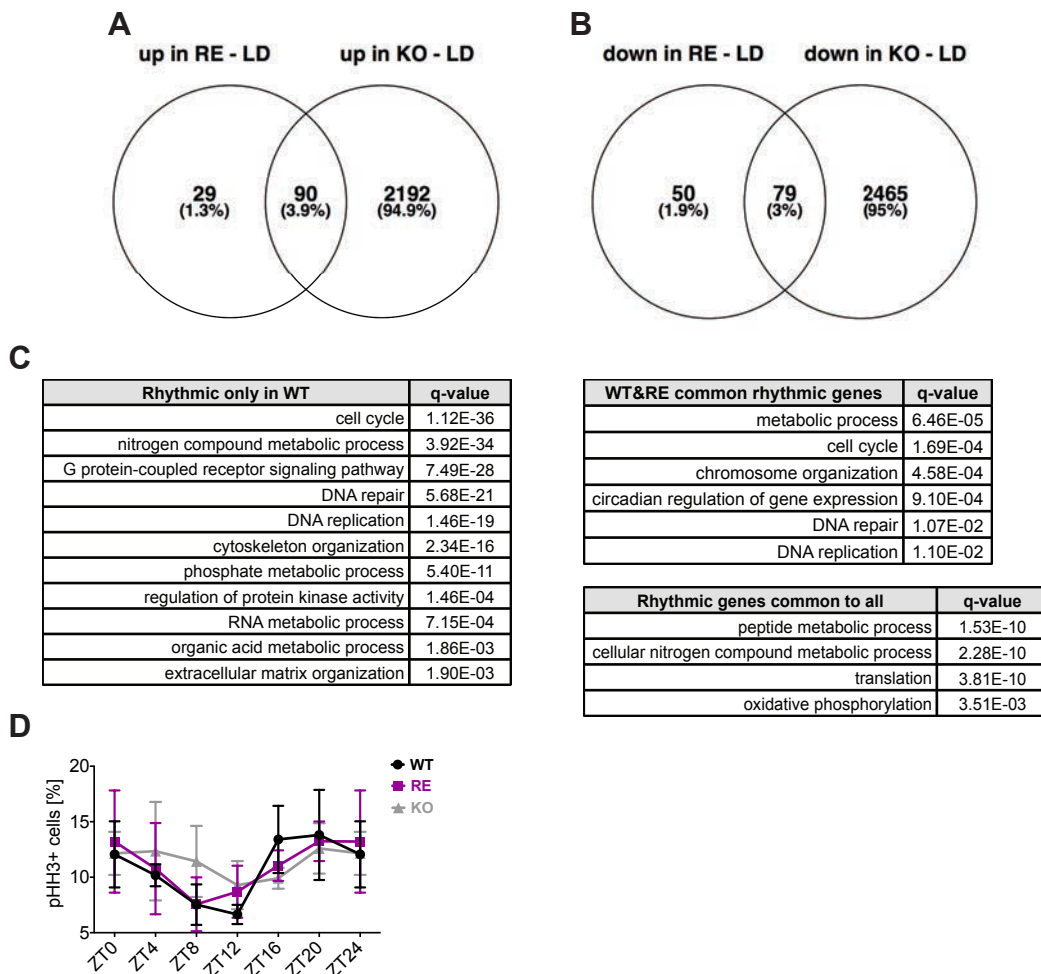 A
up in RE - LD
up in KO - LD
29
(1.3%)
90
(3.9%)
2192
(94.9%)
B
down in RE - LD
down in KO - LD
50
(1.9%)
79
(3%)
2465
(95%)
C
Rhythmic only in WT q-value
cell cycle 1.12E-36
nitrogen compound metabolic process 3.92E-34
G protein-coupled receptor signaling pathway 7.49E-28
DNA repair 5.68E-21
DNA replication 1.46E-19
cytoskeleton organization 2.34E-16
phosphate metabolic process 5.40E-11
regulation of protein kinase activity 1.46E-04
RNA metabolic process 7.15E-04
organic acid metabolic process 1.86E-03
extracellular matrix organization 1.90E-03
WT&RE common rhythmic genes q-value
metabolic process 6.46E-05
cell cycle 1.69E-04
chromosome organization 4.58E-04
circadian regulation of gene expression 9.10E-04
DNA repair 1.07E-02
DNA replication 1.10E-02
Rhythmic genes common to all q-value
peptide metabolic process 1.53E-10
cellular nitrogen compound metabolic process 2.28E-10
translation 3.81E-10
oxidative phosphorylation 3.51E-03
D
pHH3+ cells [%]
20
15
10
5
ZT0
ZT4
ZT8
ZT12
ZT16
ZT20
ZT24
WT
RE
KO